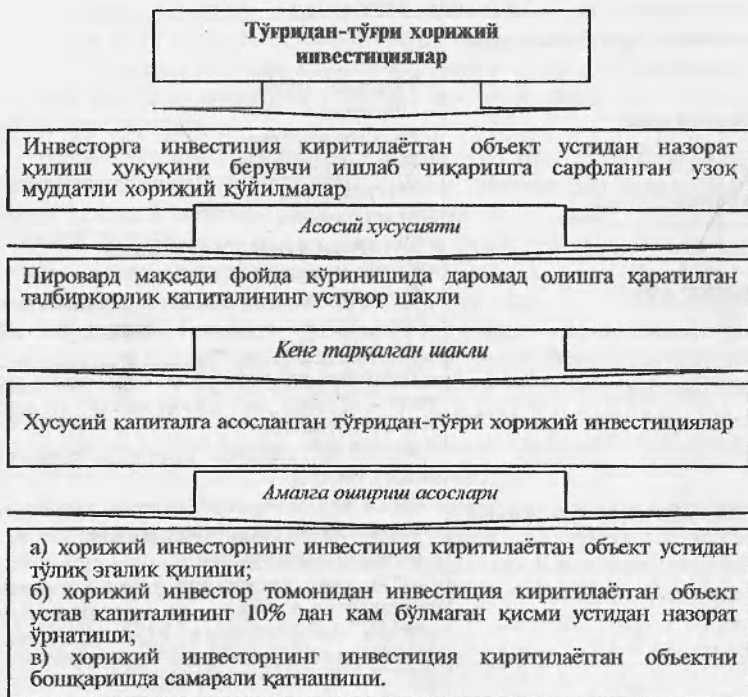 Тўғридан-тўғри хорижий
инвестициялар
Инвесторга инвестиция киритилаётган объект устидан назорат
қилиш ҳуқуқини берувчи ишлаб чиқаришга сарфланган узоқ
муддатли хорижий қўйилмалар
Асосий хусусияти
Пировард мақсади фойда кўринишида даромад олишга қаратилган
тадбиркорлик капиталининг устувор шакли
Кенг тарқалган шакли
Хусусий капиталга асосланган тўғридан-тўғри хорижий инвестициялар
Амалга ошириш асослари
а) хорижий инвесторнинг инвестиция киритилаётган объект устидан
тўлиқ эгалик қилиши;
б) хорижий инвестор томонидан инвестиция киритилаётган объект
устав капиталининг 10% дан кам бўлмаган қисми устидан назорат
ўрнатиши;
в) хорижий инвесторнинг инвестиция киритилаётган объектни
бошқаришда самарали қатнашиши.